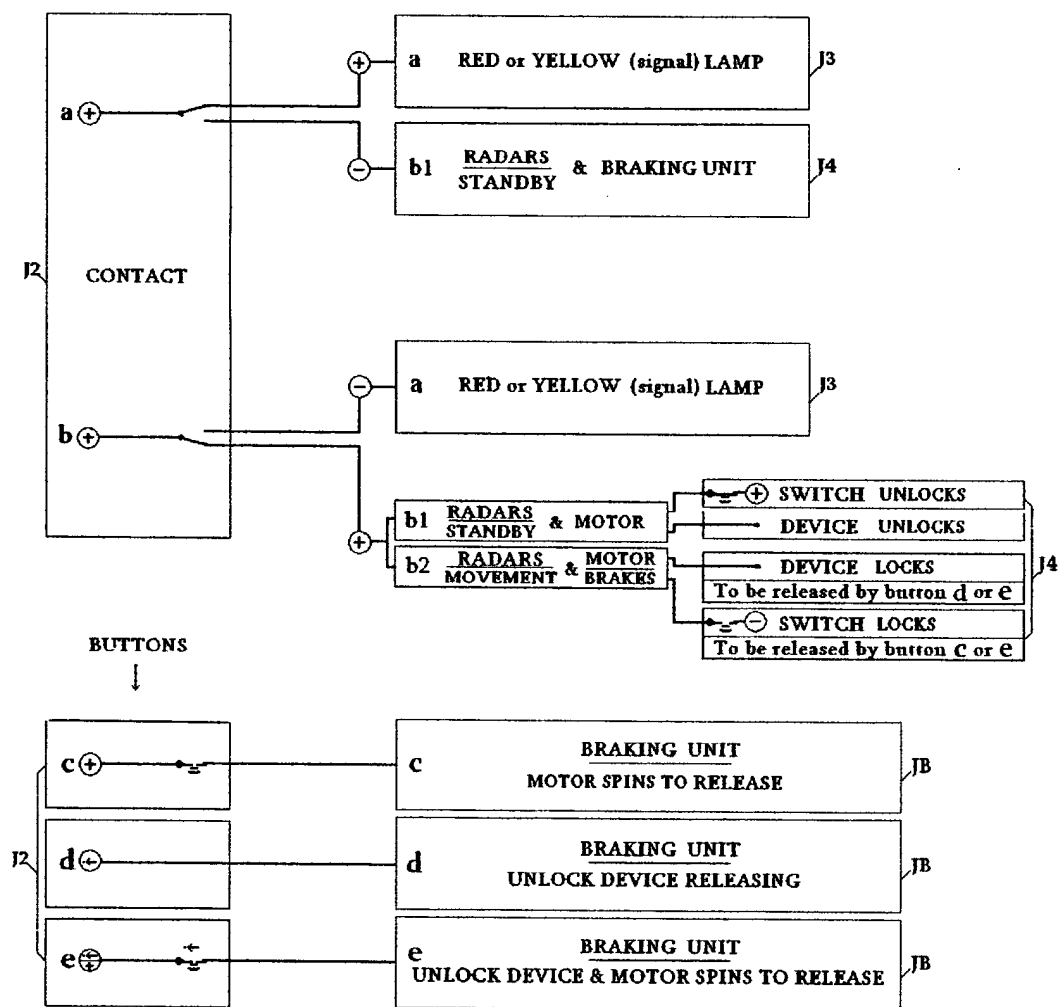 a RED or YELLOW (signal) LAMP J3
a
b1 RADARS
STANDBY & BRAKING UNIT J4
J2 CONTACT
a RED or YELLOW (signal) LAMP J3
b
SWITCH UNLOCKS
b1 RADARS
STANDBY & MOTOR
DEVICE UNLOCKS
b2 RADARS
MOVEMENT & MOTOR
BRAKES
DEVICE LOCKS
J4
To be released by button d or e
SWITCH LOCKS
To be released by button c or e
BUTTONS
c
c BRAKING UNIT
MOTOR SPINS TO RELEASE
JB
J2
d
d BRAKING UNIT
UNLOCK DEVICE RELEASING
JB
e
e BRAKING UNIT
UNLOCK DEVICE & MOTOR SPINS TO RELEASE
JB